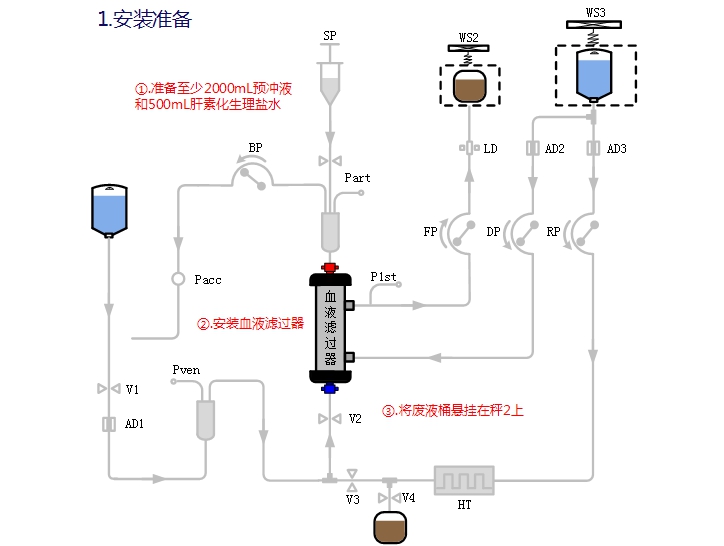 1.安装准备
SP
WS2
WS3
①.准备至少2000mL预冲液
和500mL肝素化生理盐水
BP
Part
LD
AD2
AD3
FP
DP
RP
Pacc
P1st
血液滤过器
②.安装血液滤过器
Pven
V1
AD1
V2
③.将废液桶悬挂在秤2上
V3
V4
HT